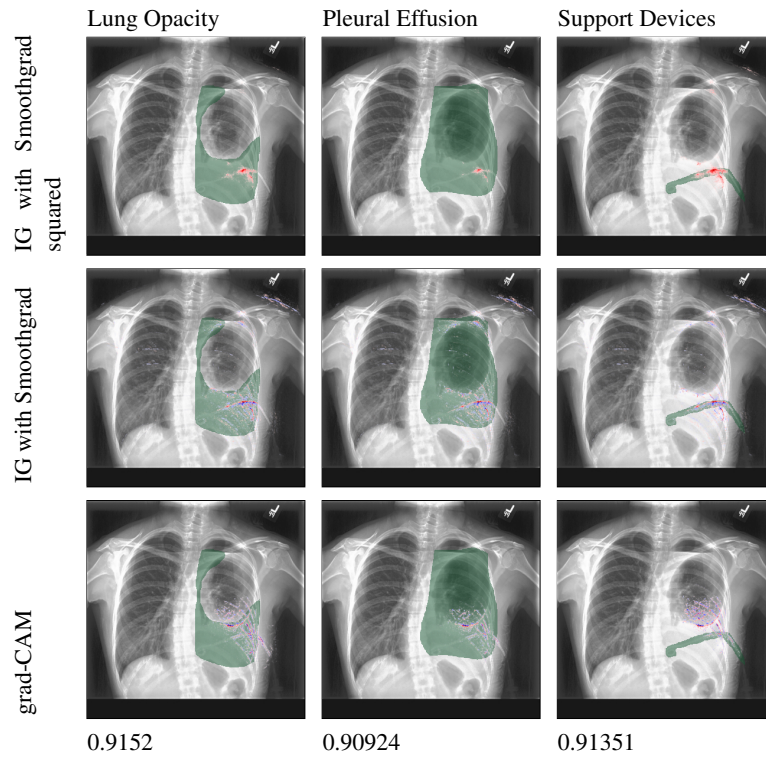 Lung Opacity
Pleural Effusion
Support Devices
IG with Smoothgrad
squared
IG with Smoothgrad
grad-CAM
0.9152
0.90924
0.91351